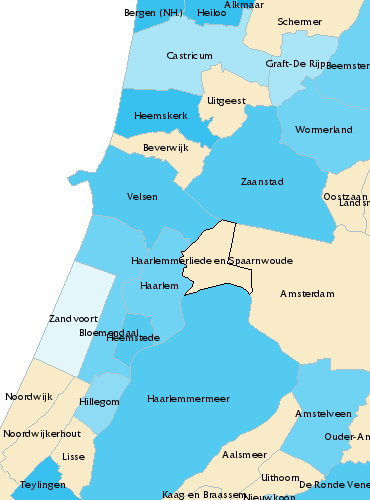 Alkmaar
Bergen (NH.)
Heiloo
Schermer
Castricum
Graft-De Rijp
Beemster
Uitgeest
Heemskerk
Wormerland
Beverwijk
Zaanstad
Velsen
Oostzaan
Landsm
Haarlemmerliede en Spaarnwoude
Haarlem
Amsterdam
Zandvoort
Bloemendaal
Heemstede
Noordwijk
Hillegom
Haarlemmermeer
Amstelveen
Noordwijkerhout
Ouder-Am
Lisse
Aalsmeer
Uithoorn
Teylingen
De Ronde Vene
Kaag en Braassem
Nieuwkoop